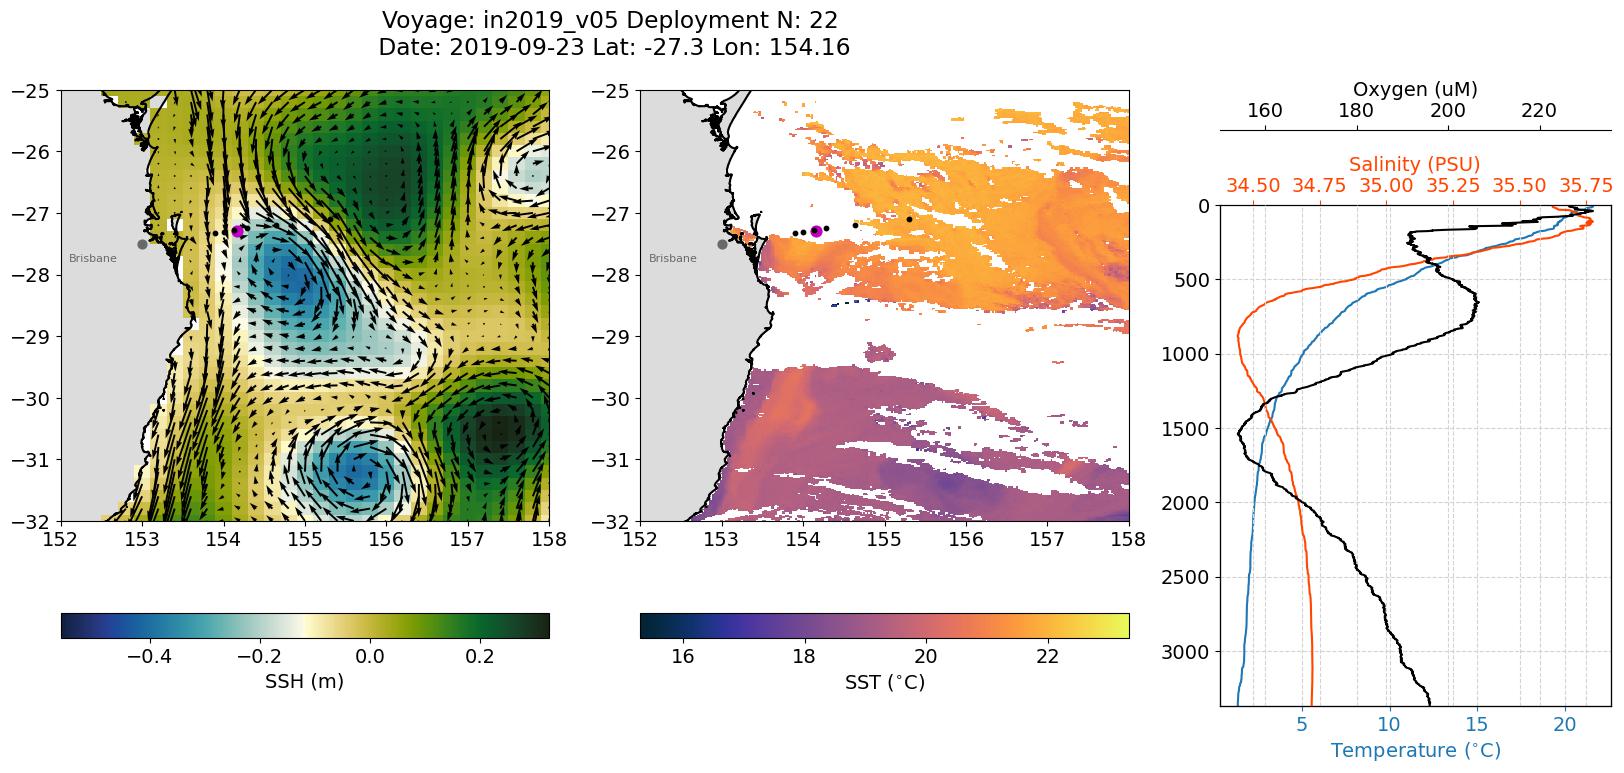 Voyage: in2019_v05 Deployment N: 22
Date: 2019-09-23 Lat: -27.3 Lon: 154.16
−25
−26
−27
−28
−29
−30
−31
−32
152 153 154 155 156 157 158
Brisbane
−0.4 −0.2 0.0 0.2
SSH (m)
−25
−26
−27
−28
−29
−30
−31
−32
152 153 154 155 156 157 158
Brisbane
16 18 20 22
SST (°C)
Oxygen (uM)
160 180 200 220
Salinity (PSU)
34.50 34.75 35.00 35.25 35.50 35.75
0
500
1000
1500
2000
2500
3000
5 10 15 20
Temperature (°C)